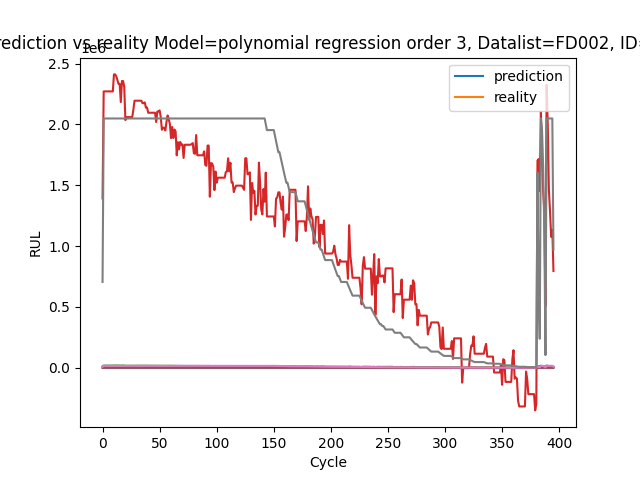 rediction vs reality Model=polynomial regression order 3, Datalist=FD002, ID=
1e6
2.5
2.0
1.5
1.0
0.5
0.0
RUL
prediction
reality
0 50 100 150 200 250 300 350 400
Cycle